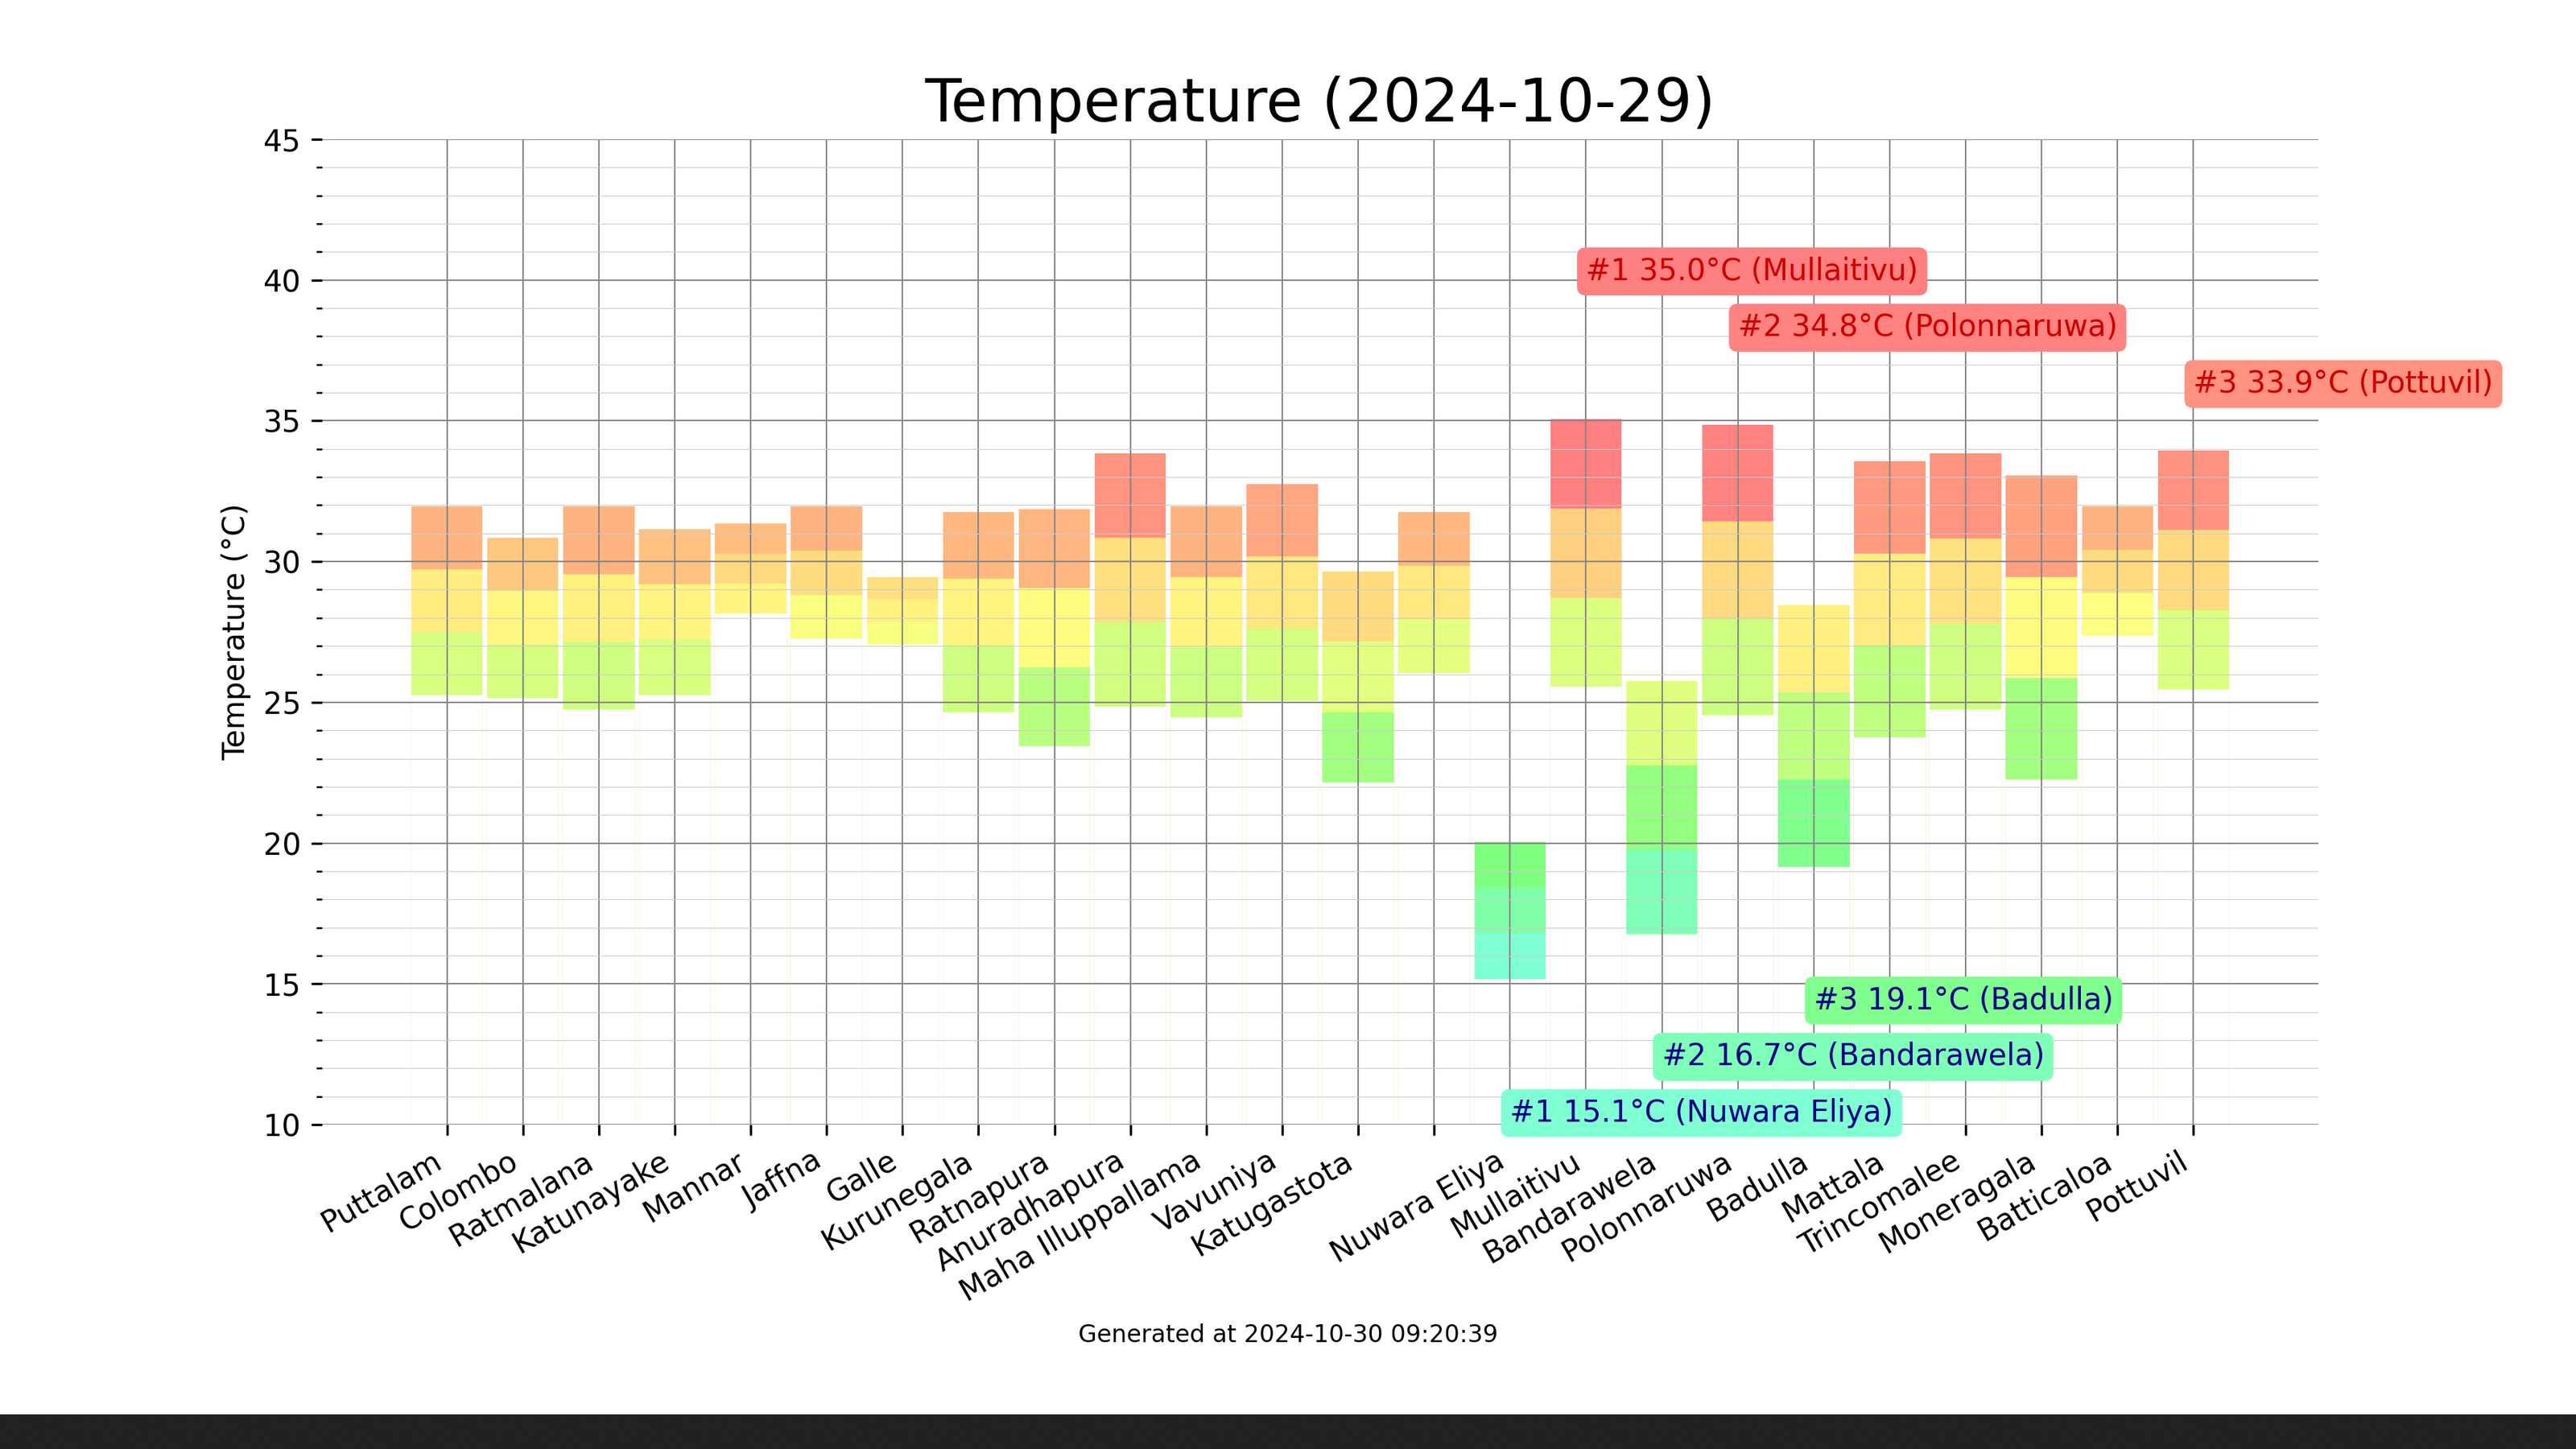 Temperature (2024-10-29)
45
40
35
30
25
20
15
10
Temperature (°C)
#1 35.0°C (Mullaitivu)
#2 34.8°C (Polonnaruwa)
#3 33.9°C (Pottuvil)
#3 19.1°C (Badulla)
#2 16.7°C (Bandarawela)
#1 15.1°C (Nuwara Eliya)
Puttalam
Colombo
Ratmalana
Katunayake
Mannar
Jaffna
Galle
Kurunegala
Ratnapura
Anuradhapura
Maha Illuppallama
Vavuniya
Katugastota
Nuwara Eliya
Mullaitivu
Bandarawela
Polonnaruwa
Badulla
Mattala
Trincomalee
Moneragala
Batticaloa
Pottuvil
Generated at 2024-10-30 09:20:39